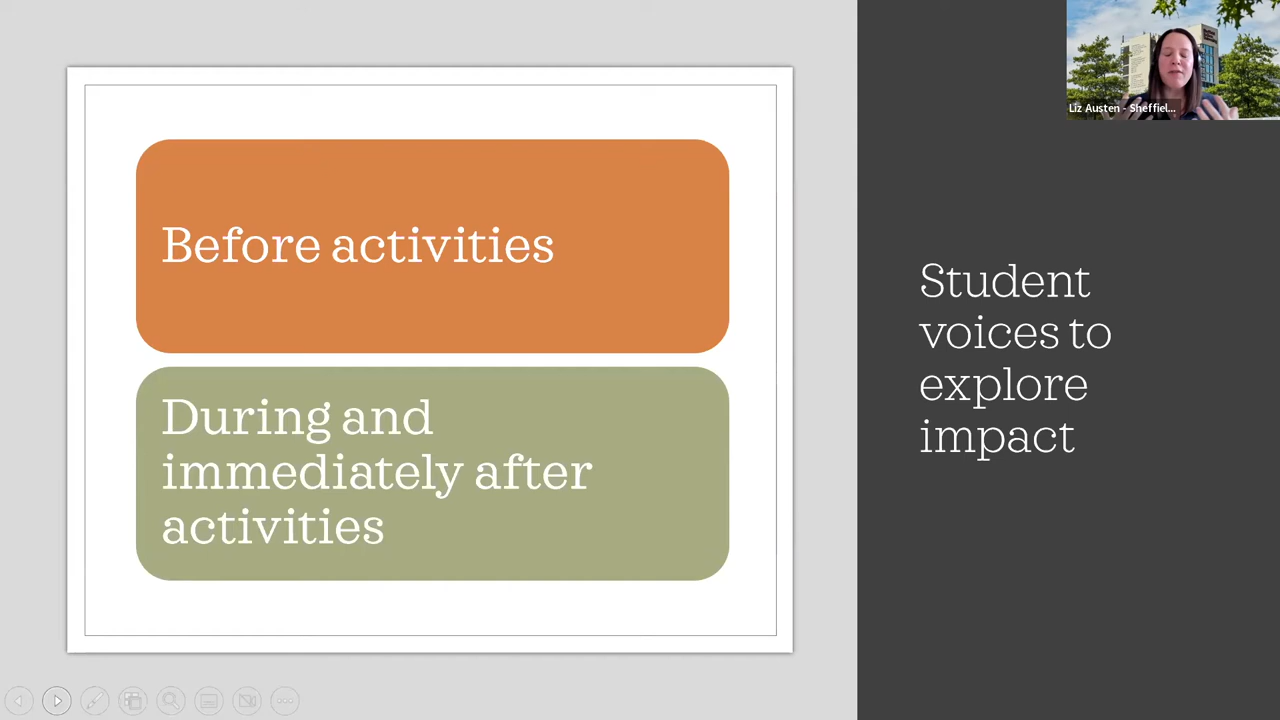 Before activities
During and
immediately after
activities
Student
voices to
explore
impact
Liz Austen - Sheffiel...